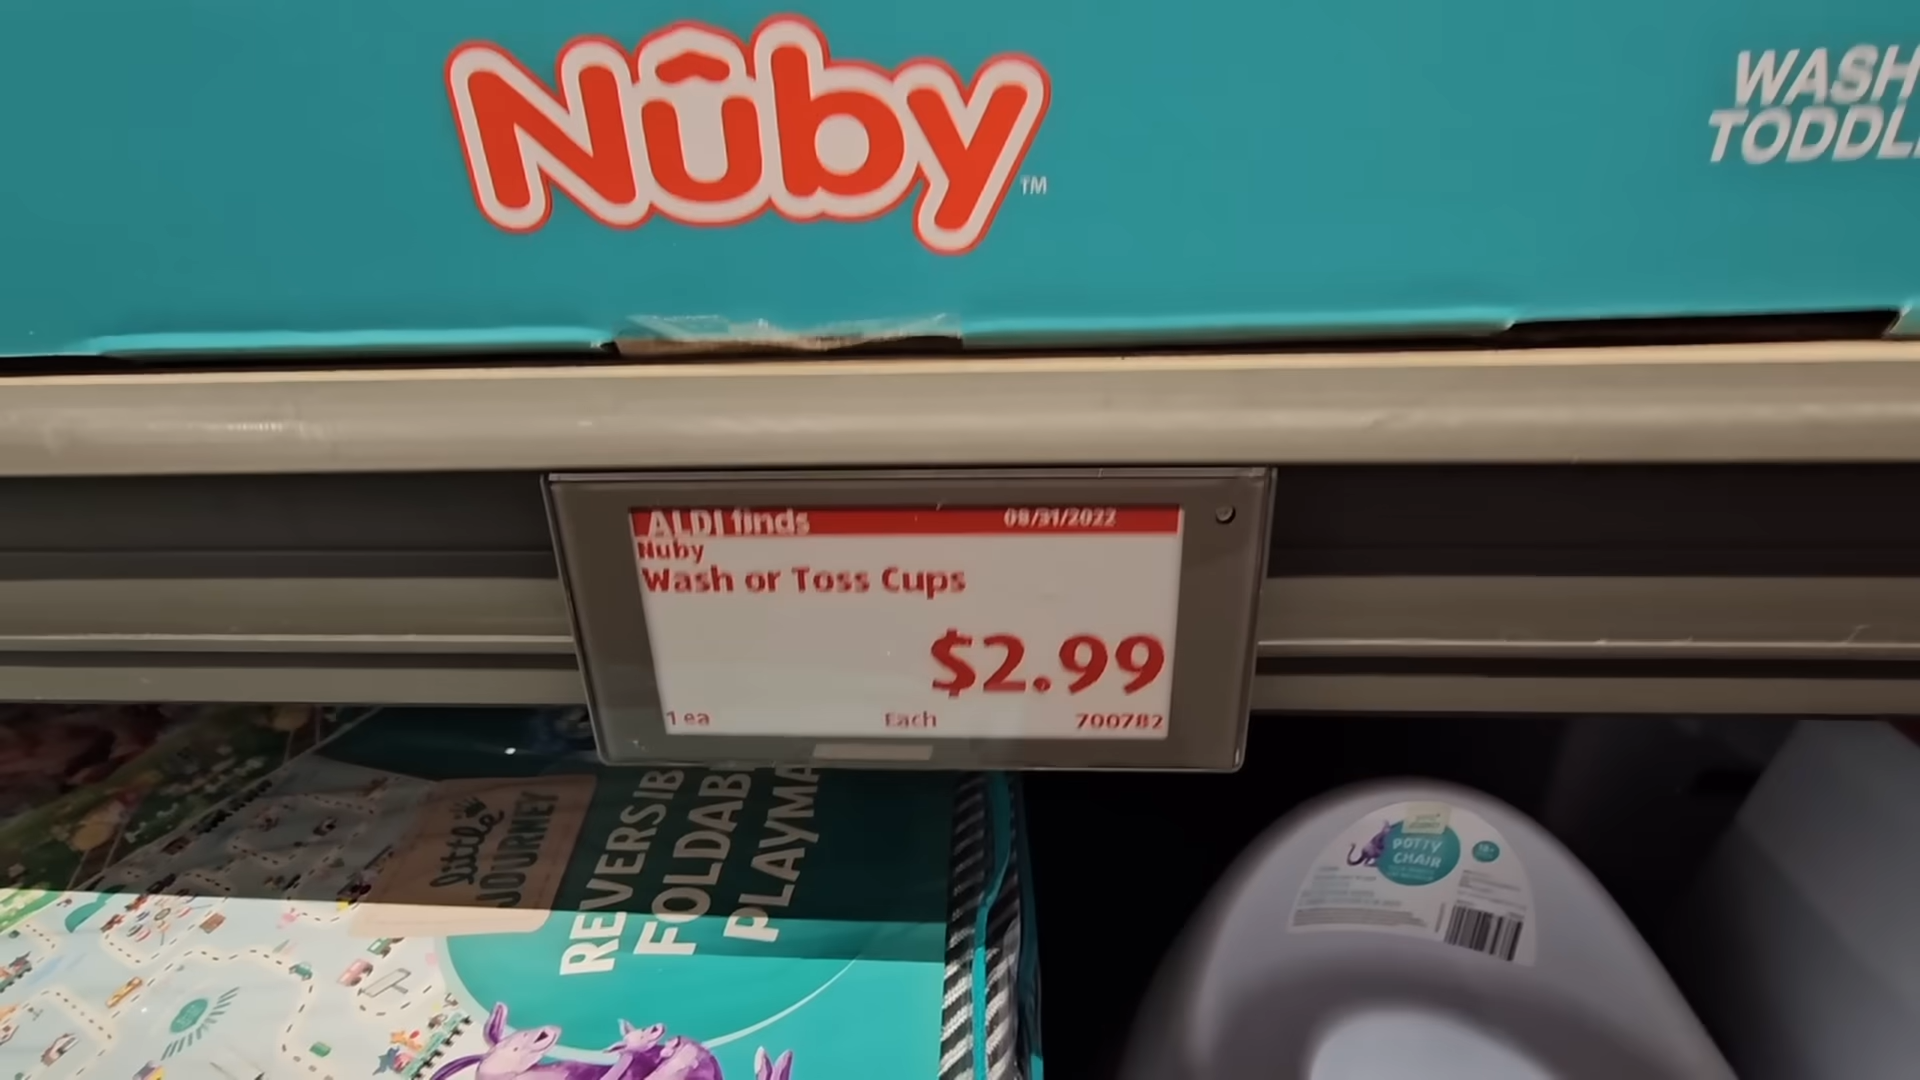 Nûby
TM
WASH
TODDL
ALDI finds 08/31/2022
Nuby
Wash or Toss Cups
$2.99
1 ea Each 700782
little
JOURNEY
REVERSIB
FOLDAB
PLAYMA
POTTY
CHAIR